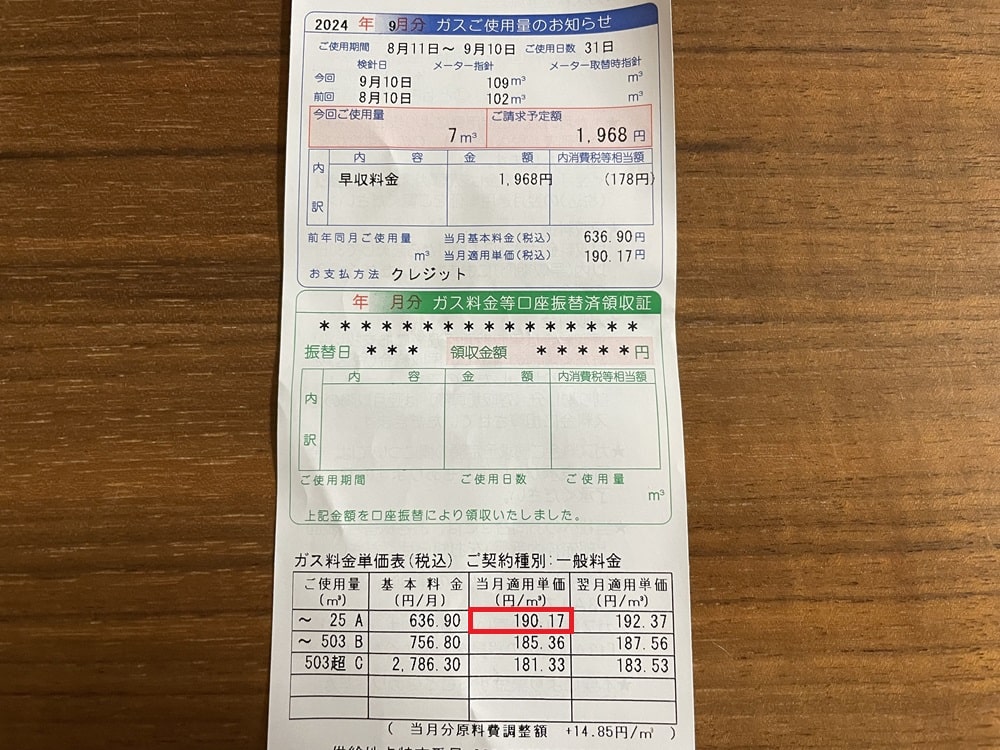 2024 年 9月分 ガスご使用量のお知らせ
ご使用期間 8月11日～ 9月10日 ご使用日数 31日
検針日 メーター指針 メーター取替時指針
今回 9月10日 109m³ m³
前回 8月10日 102m³ m³
今回ご使用量 ご請求予定額
7m³ 1,968円
内訳 内容 金額 内消費税等相当額
早収料金 1,968円 (178円)
前年同月ご使用量 当月基本料金(税込) 636.90円
m³ 当月適用単価(税込) 190.17円
お支払方法 クレジット
年 月分 ガス料金等口座振替済領収証
* * * * * * * * * * * * * * * * *
振替日 * * * 領収金額 * * * * * 円
内訳 内容 金額 内消費税等相当額
ご使用期間 ご使用日数 ご使用量
m³
上記金額を口座振替により領収いたしました。
ガス料金単価表(税込) ご契約種別:一般料金
ご使用量 基本料金 当月適用単価 翌月適用単価
(m³) (円/月) (円/m³) (円/m³)
～ 25 A 636.90 190.17 192.37
～ 503 B 756.80 185.36 187.56
503超 C 2,786.30 181.33 183.53
( 当月分原料費調整額 +14.85円/m³ )